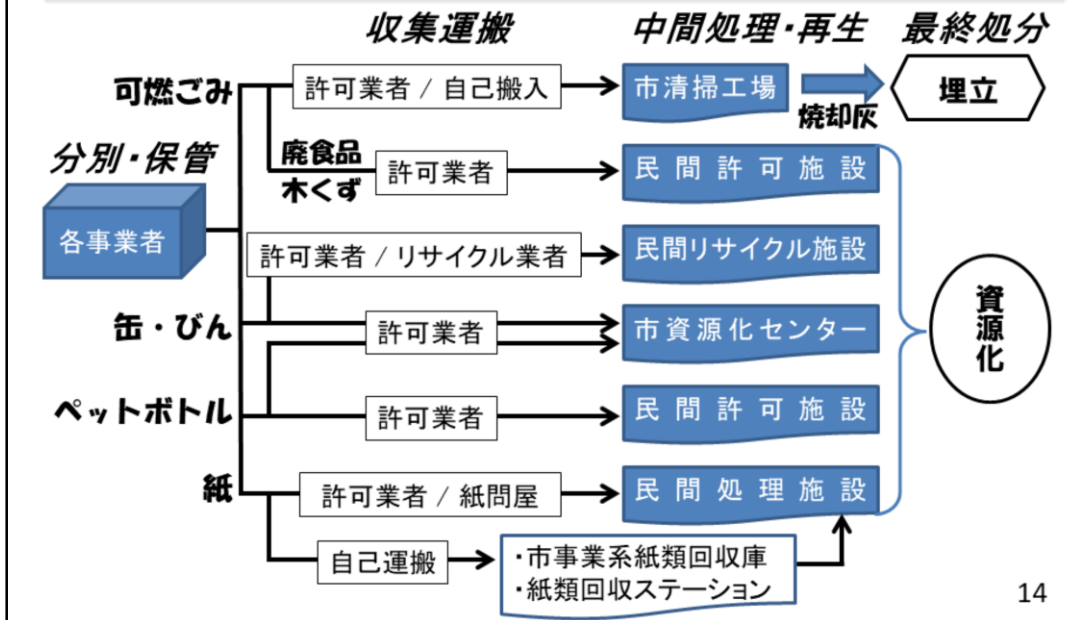 収集運搬
中間処理・再生
最終処分
可燃ごみ
許可業者 / 自己搬入
市清掃工場
焼却灰
埋立
分別・保管
廃食品
木くず
許可業者
民間許可施設
各事業者
許可業者 / リサイクル業者
民間リサイクル施設
缶・びん
許可業者
市資源化センター
資源化
ペットボトル
許可業者
民間許可施設
紙
許可業者 / 紙問屋
民間処理施設
自己運搬
・市事業系紙類回収庫
・紙類回収ステーション
14